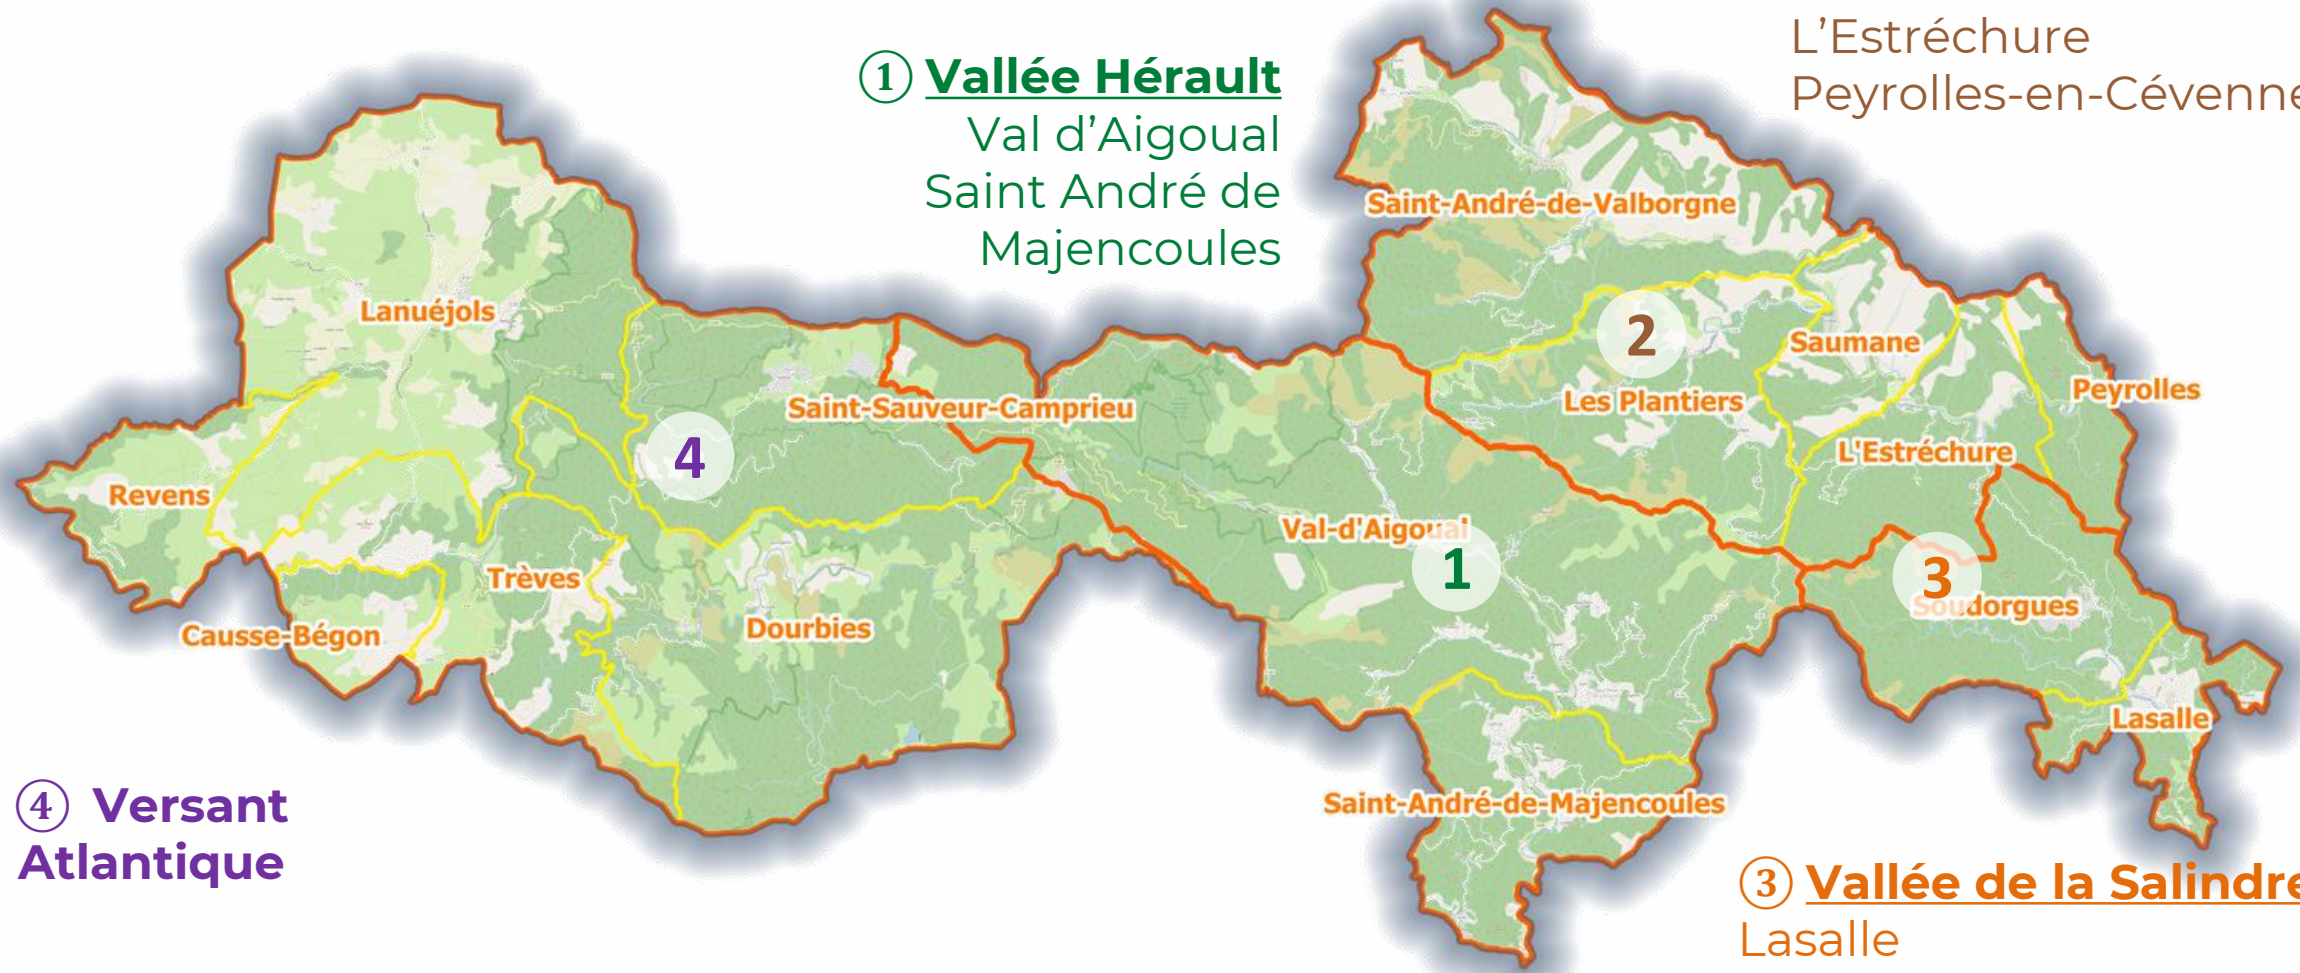 L'Estréchure
Peyrolles-en-Cévenne
① Vallée Hérault
Val d'Aigoual
Saint André de
Majencoules
Saint-André-de-Valborgne
Lanuéjols
2
Saumane
Peyrolles
Les Plantiers
Saint-Sauveur-Camprieu
4
L'Estréchure
Revens
Val-d'Aigoual
1
3
Trèves
Soudorgues
Causse-Bégon
Dourbies
Lasalle
Saint-André-de-Majencoules
④ Versant
Atlantique
③ Vallée de la Salindre
Lasalle